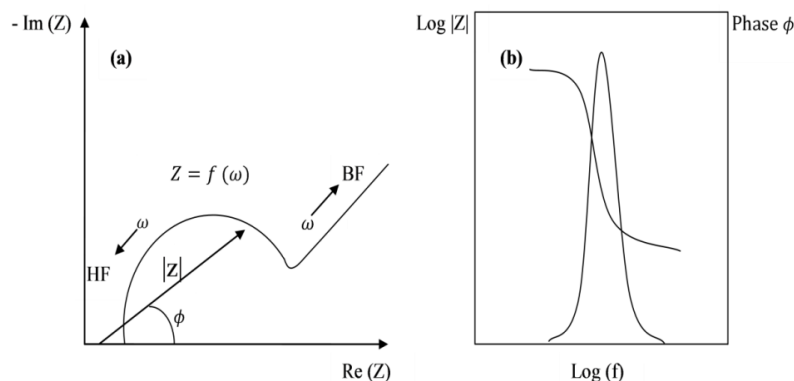 - Im (Z)
(a)
Z = f (ω)
BF
ω
ω
HF
|Z|
ϕ
Re (Z)
Log |Z|
Phase ϕ
(b)
Log (f)